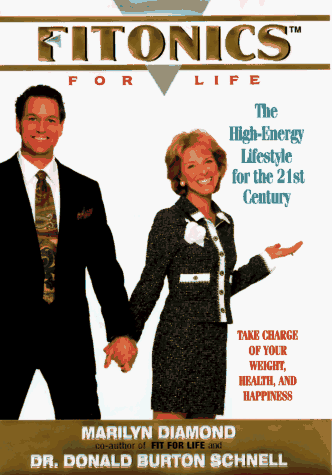 FITONICS™
FOR LIFE
The
High-Energy
Lifestyle
for the 21st
Century
TAKE CHARGE
OF YOUR
WEIGHT,
HEALTH, AND
HAPPINESS
MARILYN DIAMOND
co-author of FIT FOR LIFE and
DR. DONALD BURTON SCHNELL